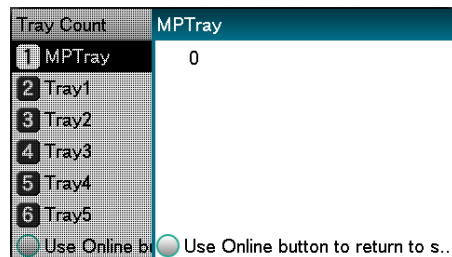 Tray Count
1 MPTray
2 Tray1
3 Tray2
4 Tray3
5 Tray4
6 Tray5
Use Online b
MPTray
0
Use Online button to return to s..